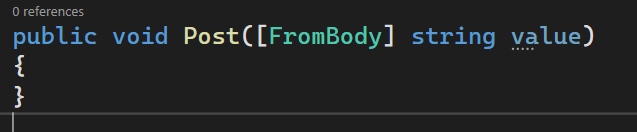 0 references
public void Post([FromBody] string value)
{
}